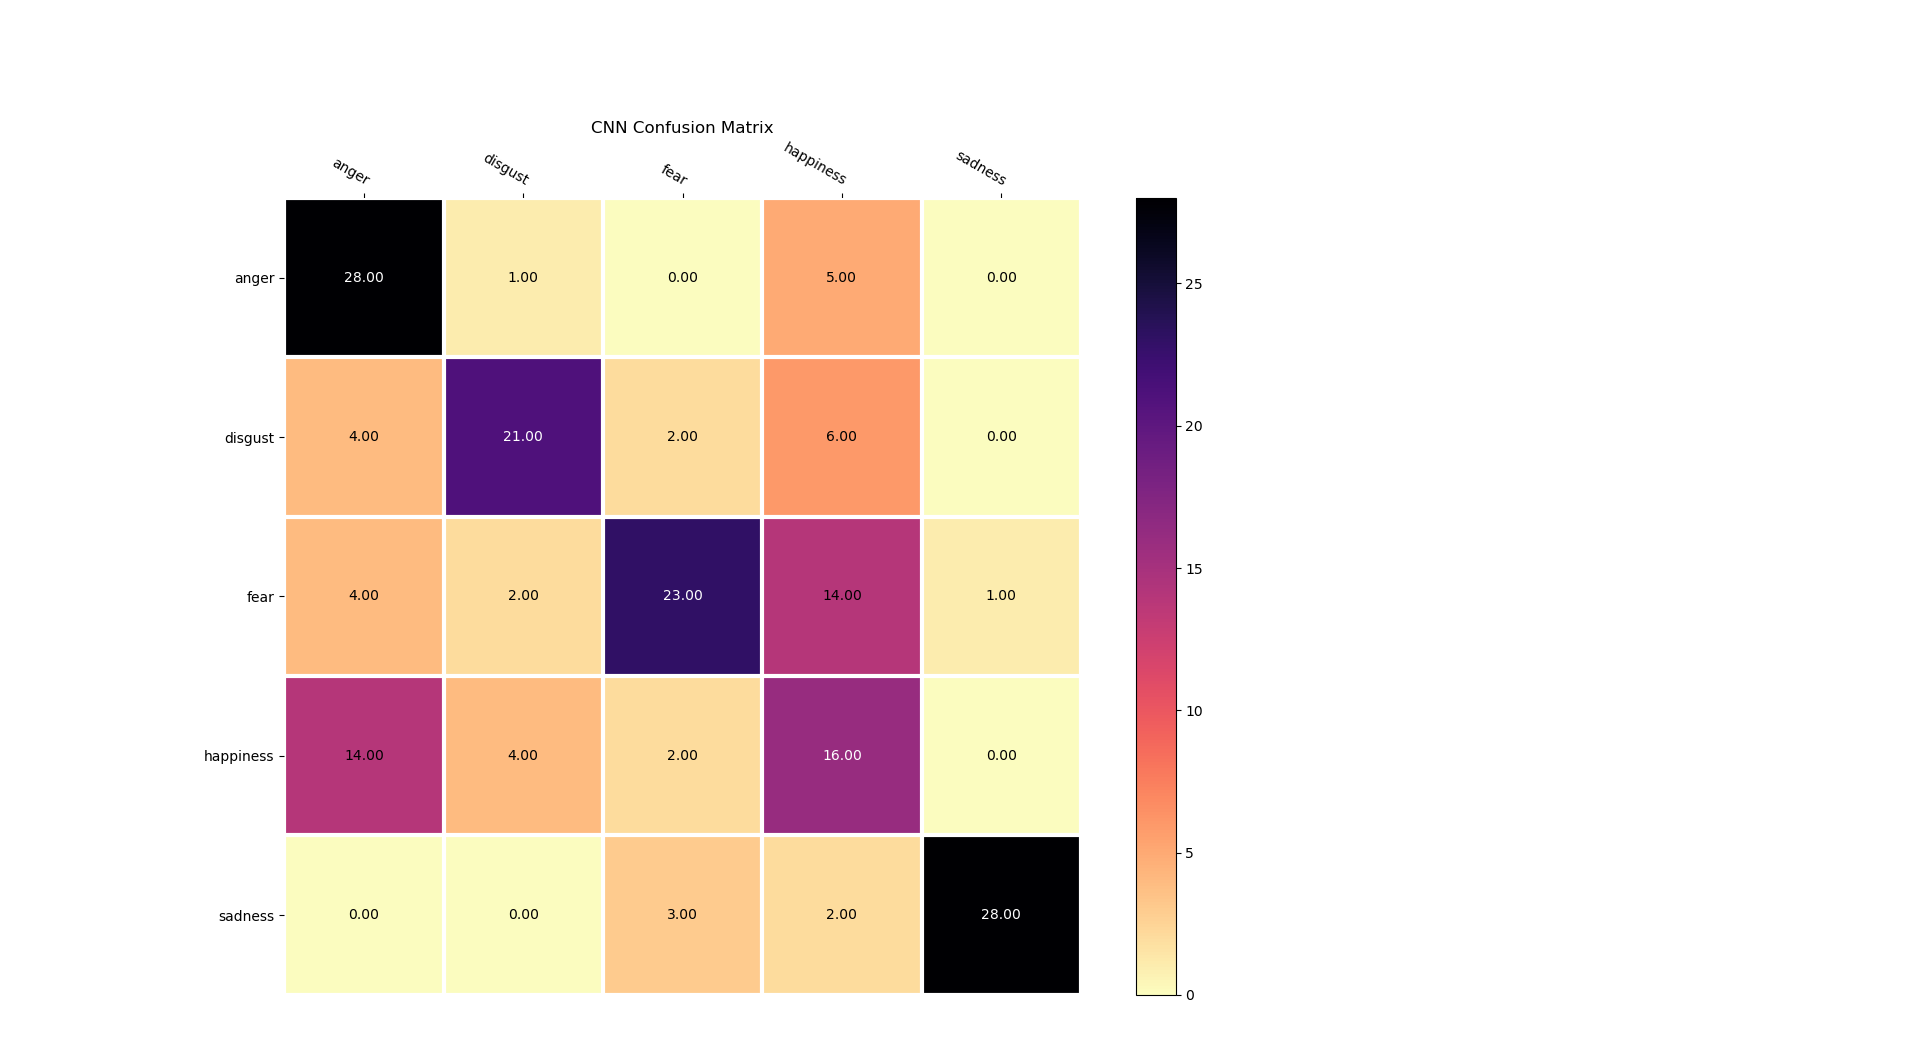 CNN Confusion Matrix
anger disgust fear happiness sadness
anger 28.00 1.00 0.00 5.00 0.00
disgust 4.00 21.00 2.00 6.00 0.00
fear 4.00 2.00 23.00 14.00 1.00
happiness 14.00 4.00 2.00 16.00 0.00
sadness 0.00 0.00 3.00 2.00 28.00
25
20
15
10
5
0